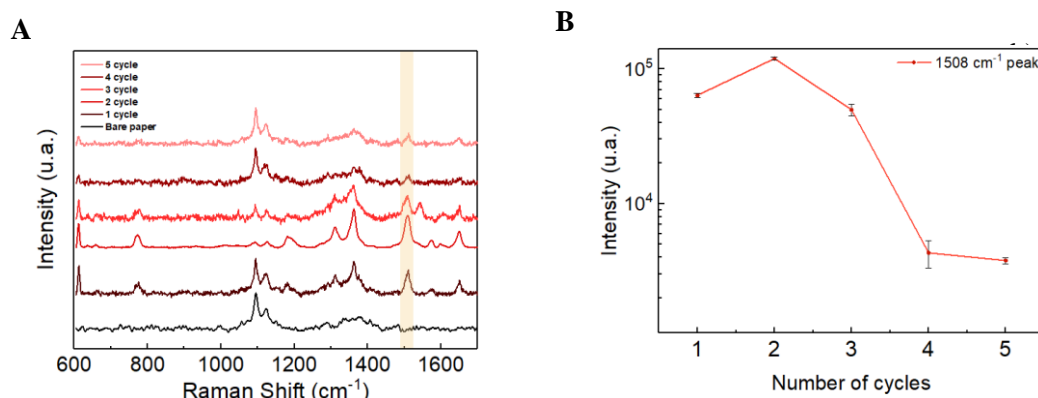 A
5 cycle
4 cycle
3 cycle
2 cycle
1 cycle
Bare paper
Intensity (u.a.)
600 800 1000 1200 1400 1600
Raman Shift (cm⁻¹)
B
1508 cm⁻¹ peak
10⁵
10⁴
Intensity (u.a.)
1 2 3 4 5
Number of cycles